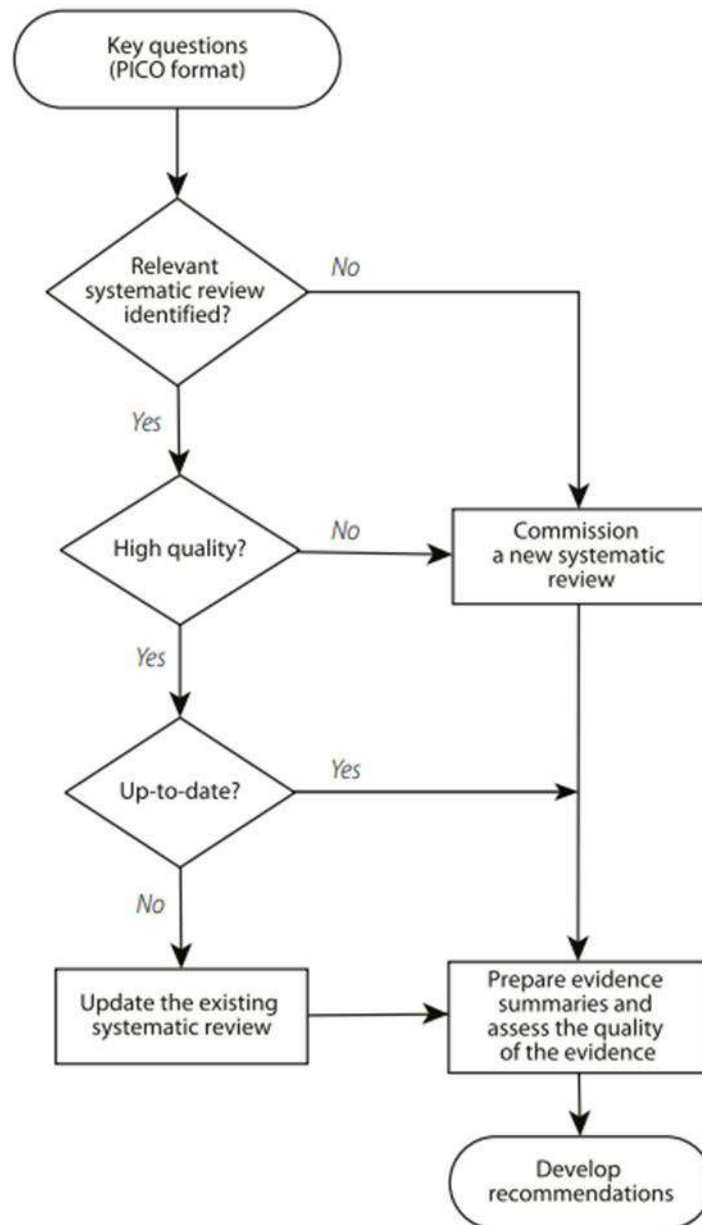 Key questions
(PICO format)
Relevant
systematic review
identified?
No
Yes
High quality?
No
Commission
a new systematic
review
Yes
Up-to-date?
Yes
No
Update the existing
systematic review
Prepare evidence
summaries and
assess the quality
of the evidence
Develop
recommendations